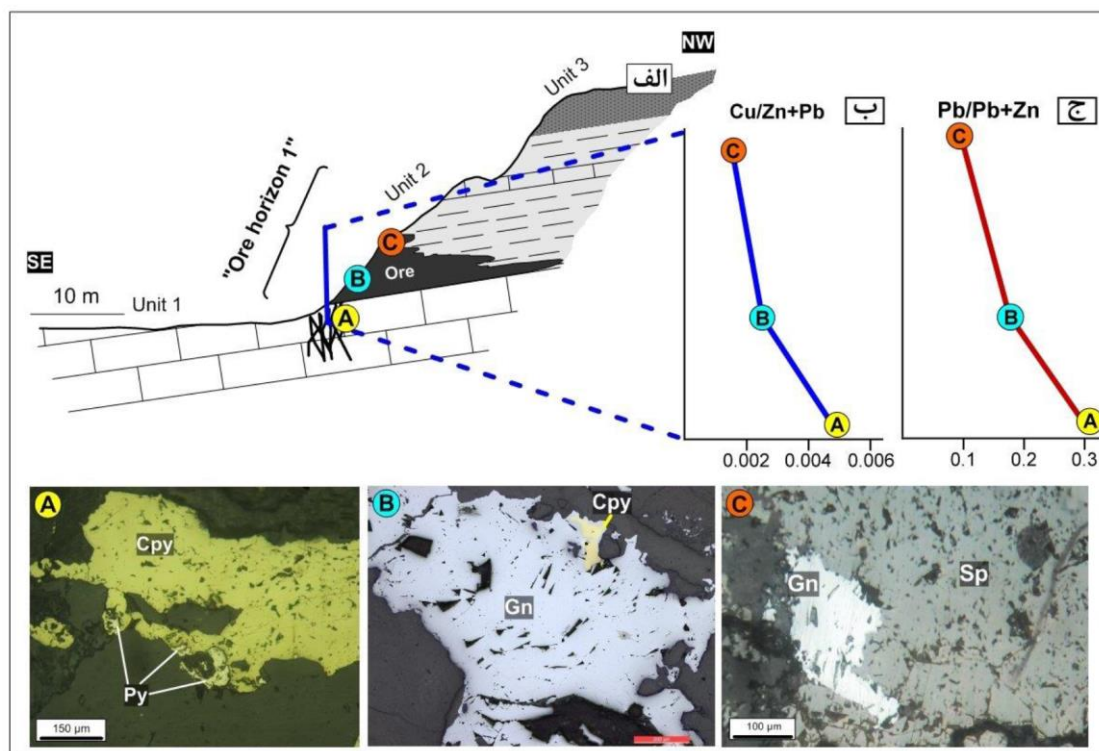 NW
Unit 3
الف
Cu/Zn+Pb
ب
Pb/Pb+Zn
ج
"Ore horizon 1"
Unit 2
C
B
Ore
SE
10 m
Unit 1
A
C
B
A
0.002 0.004 0.006
C
B
A
0.1 0.2 0.3
A
Cpy
Py
150 µm
B
Cpy
Gn
C
Gn
Sp
100 µm